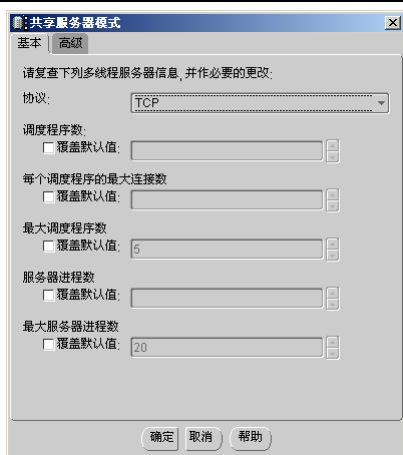 共享服务器模式
基本 高级
请复查下列多线程服务器信息,并作必要的更改:
协议: TCP
调度程序数:
覆盖默认值:
每个调度程序的最大连接数
覆盖默认值:
最大调度程序数
覆盖默认值: 5
服务器进程数
覆盖默认值:
最大服务器进程数
覆盖默认值: 20
确定 取消 帮助